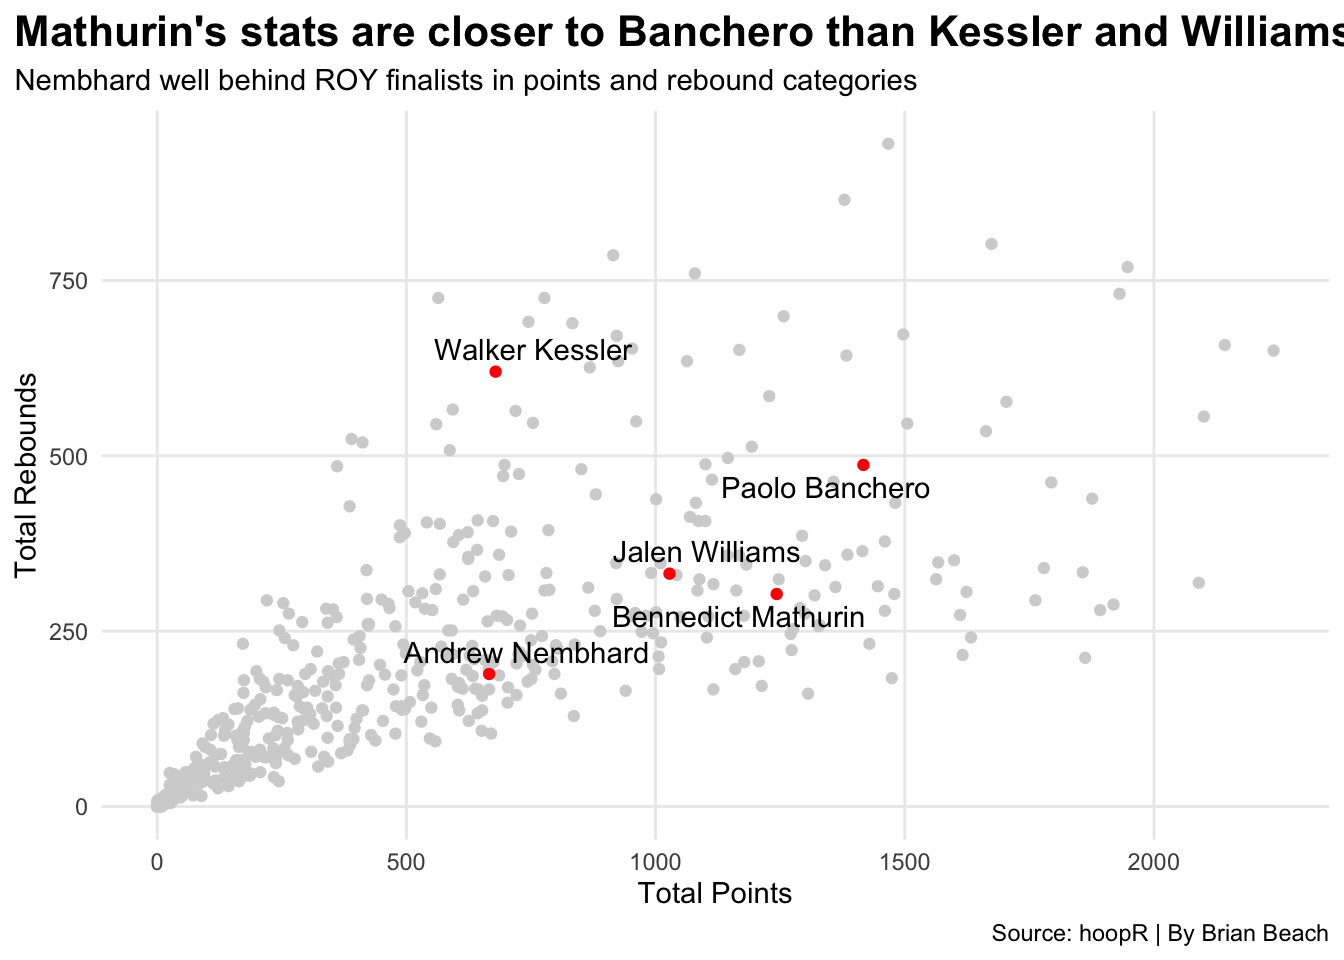 Mathurin's stats are closer to Banchero than Kessler and Williams
Nembhard well behind ROY finalists in points and rebound categories
Total Rebounds
750
500
250
0
Walker Kessler
Paolo Banchero
Jalen Williams
Bennedict Mathurin
Andrew Nembhard
0 500 1000 1500 2000
Total Points
Source: hoopR | By Brian Beach